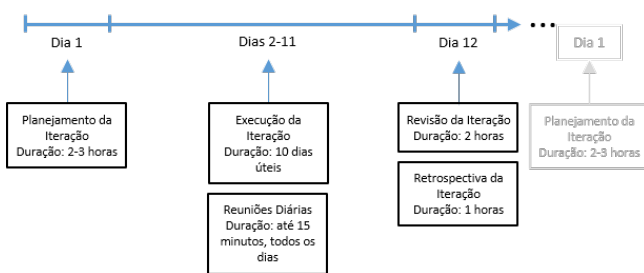 Dia 1
Dias 2-11
Dia 12
...
Dia 1
Planejamento da
Iteração
Duração: 2-3 horas
Execução da
Iteração
Duração: 10 dias
úteis
Reuniões Diárias
Duração: até 15
minutos, todos os
dias
Revisão da Iteração
Duração: 2 horas
Retrospectiva da
Iteração
Duração: 1 horas
Planejamento da
Iteração
Duração: 2-3 horas